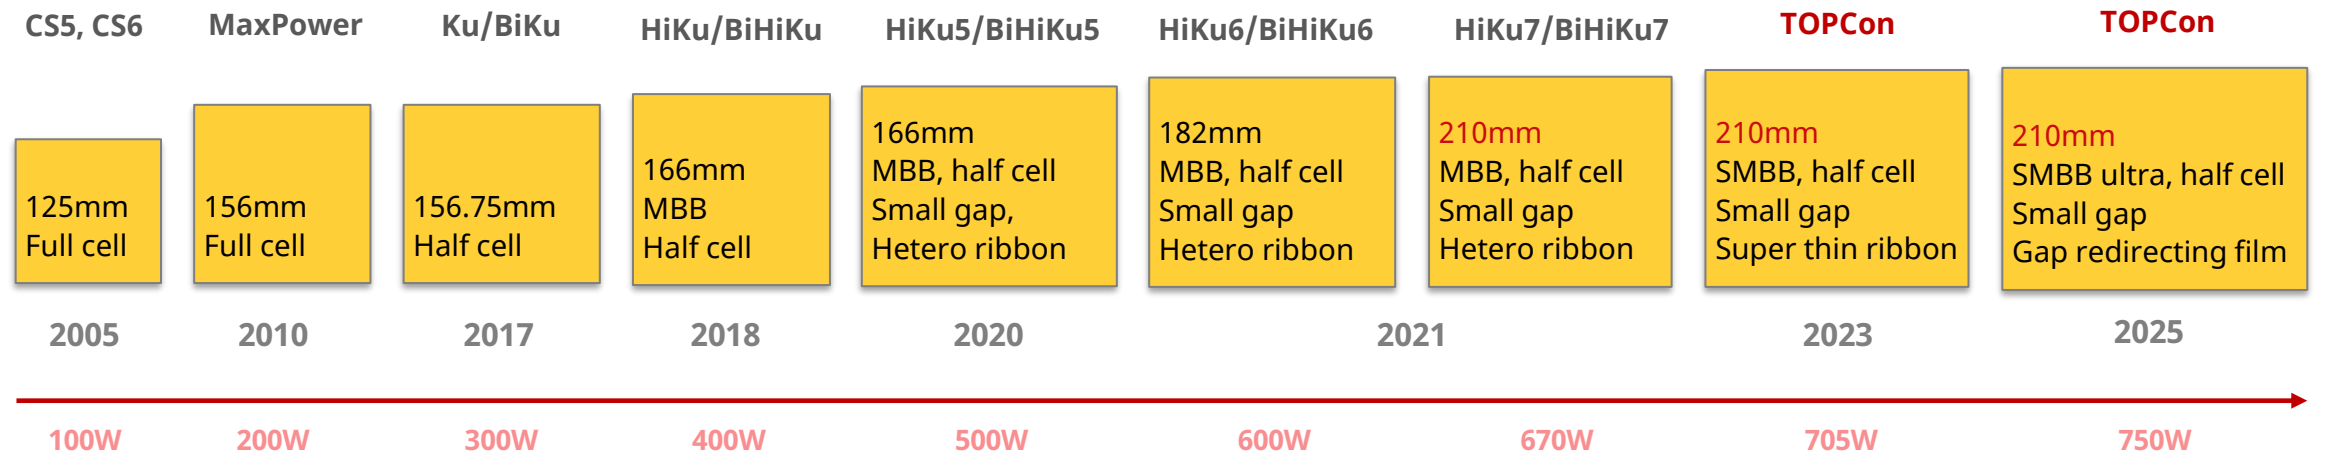 CS5, CS6
MaxPower
Ku/BiKu
HiKu/BiHiKu
HiKu5/BiHiKu5
HiKu6/BiHiKu6
HiKu7/BiHiKu7
TOPCon
TOPCon
125mm
Full cell
156mm
Full cell
156.75mm
Half cell
166mm
MBB
Half cell
166mm
MBB, half cell
Small gap,
Hetero ribbon
182mm
MBB, half cell
Small gap
Hetero ribbon
210mm
MBB, half cell
Small gap
Hetero ribbon
210mm
SMBB, half cell
Small gap
Super thin ribbon
210mm
SMBB ultra, half cell
Small gap
Gap redirecting film
2005
2010
2017
2018
2020
2021
2023
2025
100W
200W
300W
400W
500W
600W
670W
705W
750W